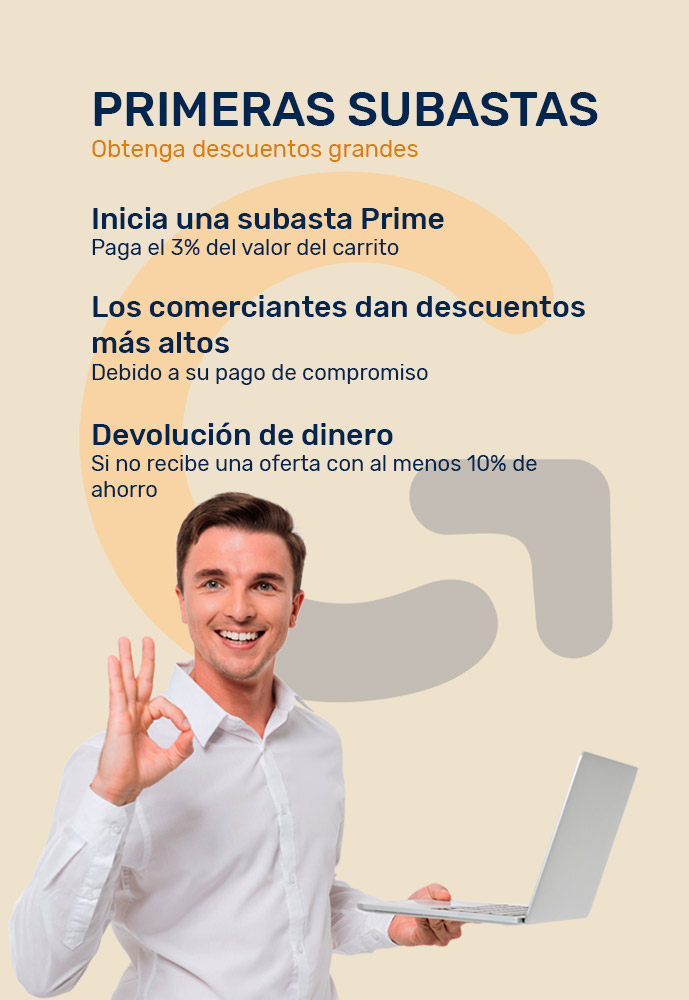 PRIMERAS SUBASTAS
Obtenga descuentos grandes
Inicia una subasta Prime
Paga el 3% del valor del carrito
Los comerciantes dan descuentos
más altos
Debido a su pago de compromiso
Devolución de dinero
Si no recibe una oferta con al menos 10% de
ahorro